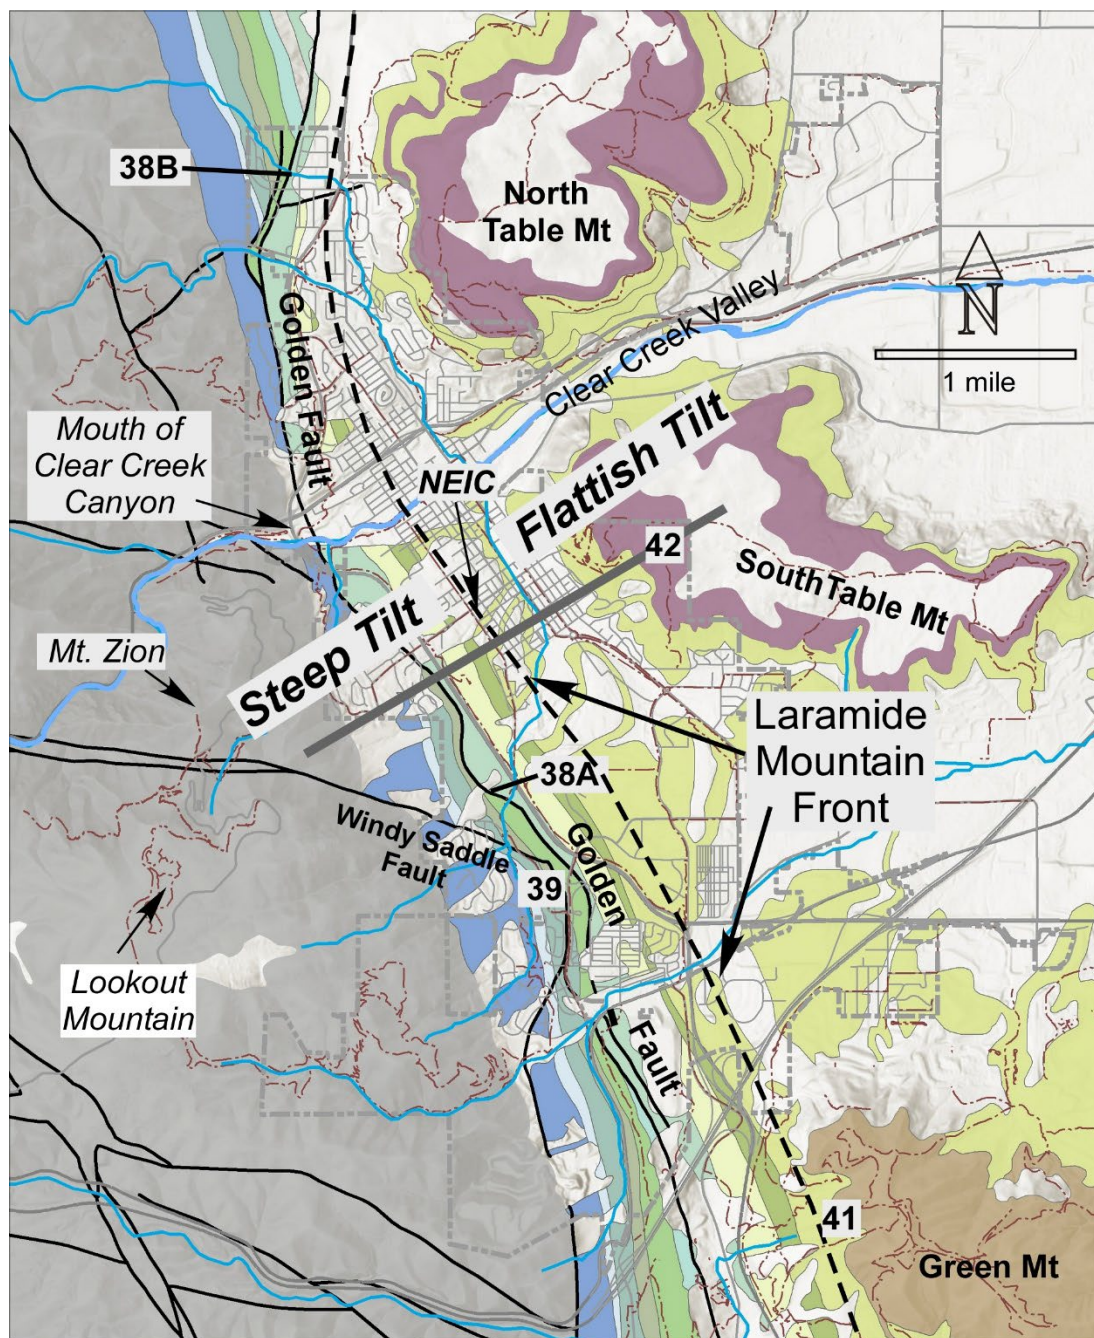 38B
North
Table Mt
Clear Creek Valley
N
1 mile
Golden Fault
Mouth of
Clear Creek
Canyon
NEIC
Flattish Tilt
42
SouthTable Mt
Steep Tilt
Mt. Zion
Laramide
Mountain
Front
38A
Windy Saddle
Fault
Golden
39
Lookout
Mountain
Fault
41
Green Mt